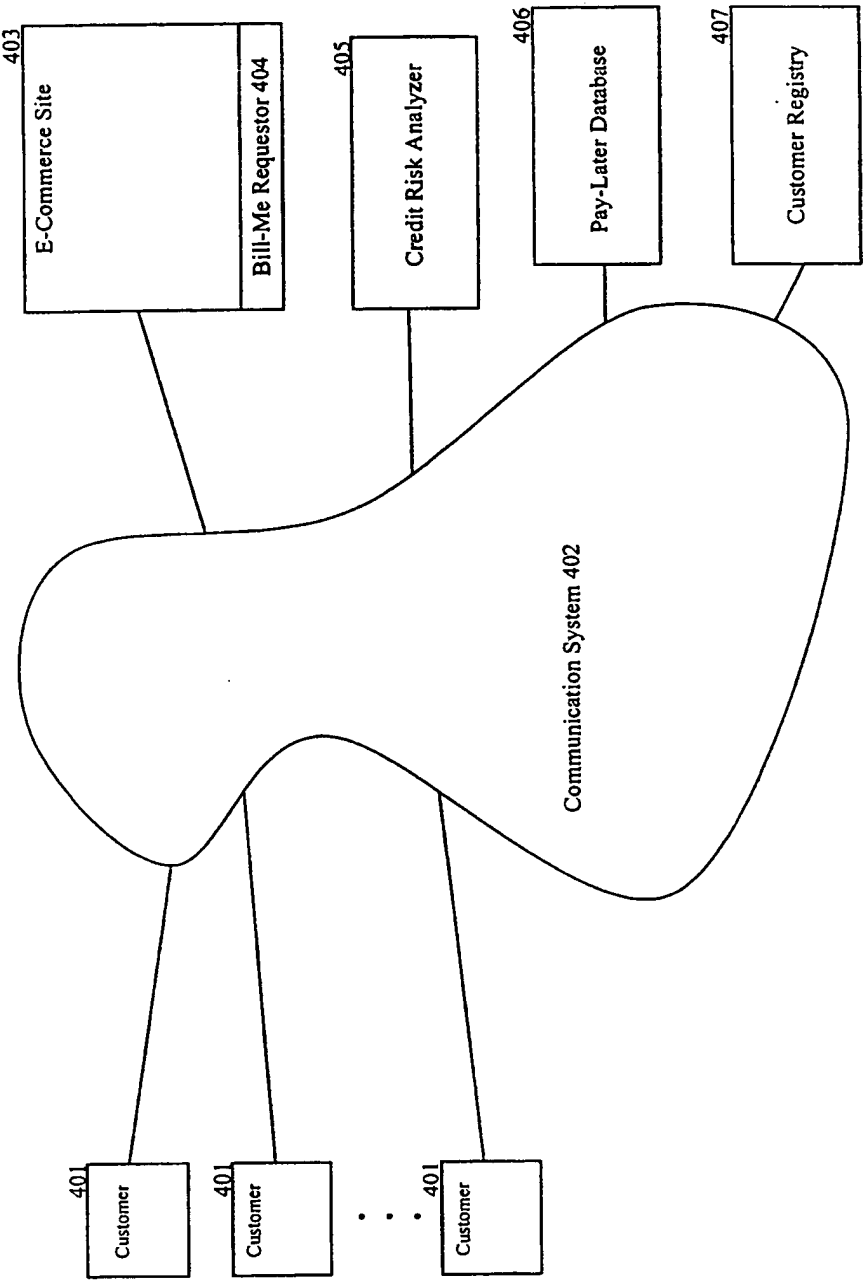 403
E-Commerce Site
Bill-Me Requestor 404
405
Credit Risk Analyzer
406
Pay-Later Database
407
Customer Registry
Communication System 402
401
Customer
401
Customer
401
Customer